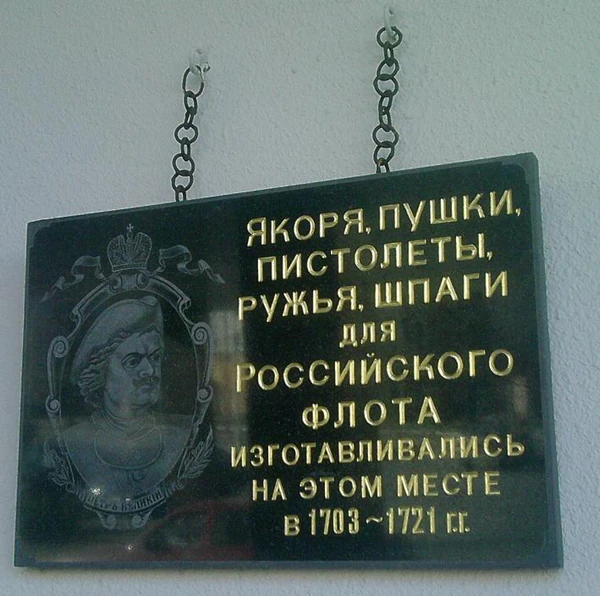 ЯКОРЯ, ПУШКИ,
ПИСТОЛЕТЫ,
РУЖЬЯ, ШПАГИ
ДЛЯ
РОССИЙСКОГО
ФЛОТА
ИЗГОТАВЛИВАЛИСЬ
НА ЭТОМ МЕСТЕ
В 1703~1721 г.г.